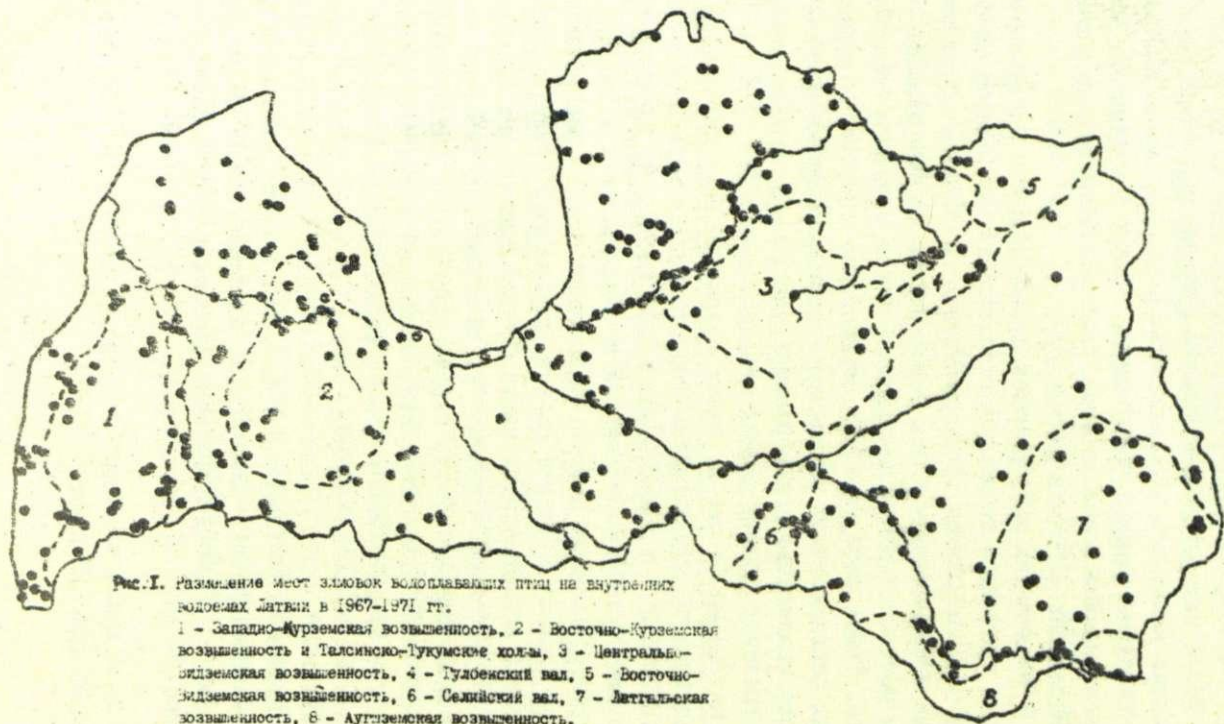 5
4
3
2
1
6
7
8
Рис.1. Размещение мест зимовок водоплавающих птиц на внутренних
водоемах Латвии в 1967-1971 гг.
1 - Западно-Курземская возвышенность, 2 - Восточно-Курземская
возвышенность и Талсинско-Тукумские холмы, 3 - Центрально-
Видземская возвышенность, 4 - Гулбенский вал, 5 - Восточно-
Видземская возвышенность, 6 - Селийский вал, 7 - Латгальская
возвышенность, 8 - Аугшземская возвышенность.